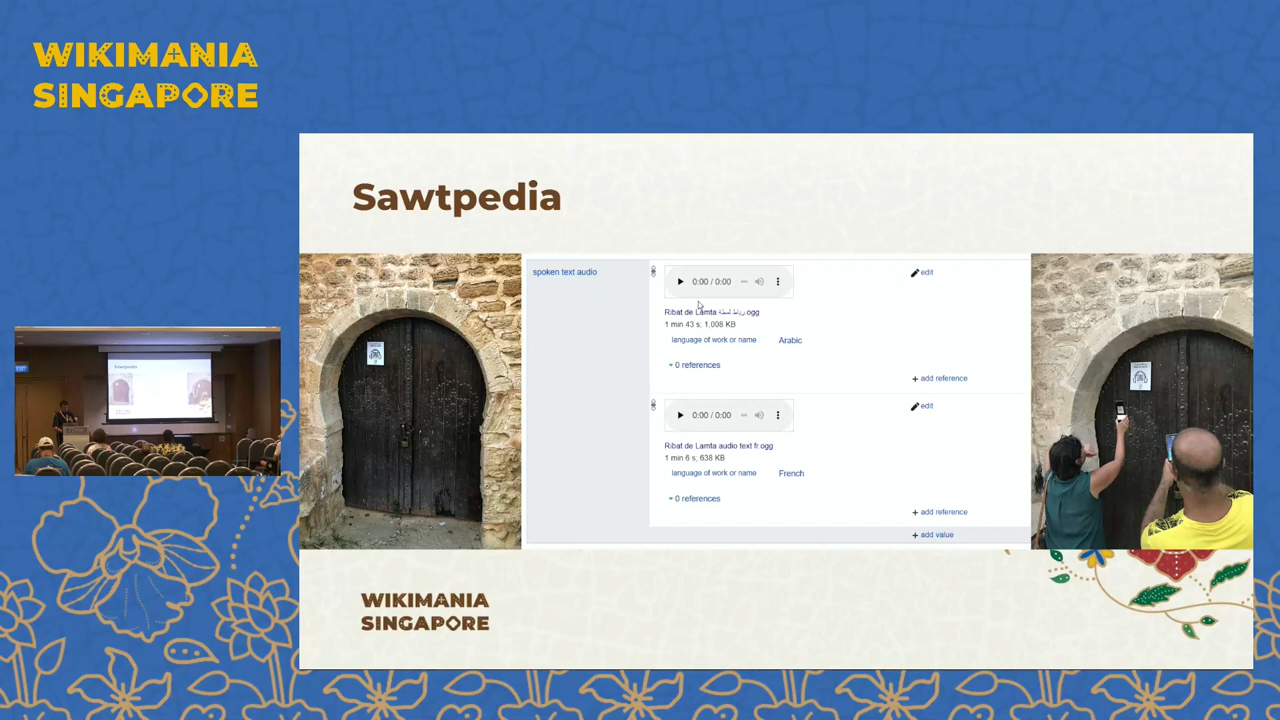 WIKIMANIA
SINGAPORE
Sawtpedia
spoken text audio
0:00 / 0:00
edit
Ribat de Lamta رباط لمطة.ogg
1 min 43 s; 1,008 KB
language of work or name Arabic
0 references
+ add reference
0:00 / 0:00
edit
Ribat de Lamta audio text fr.ogg
1 min 6 s; 638 KB
language of work or name French
0 references
+ add reference
+ add value
WIKIMANIA
SINGAPORE
EXIT
Sawtpedia